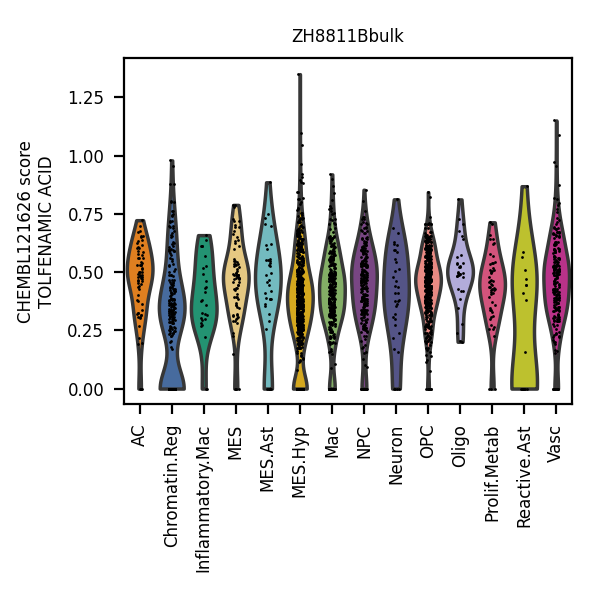 ZH8811Bbulk
CHEMBL121626 score
TOLFENAMIC ACID
1.25
1.00
0.75
0.50
0.25
0.00
AC
Chromatin.Reg
Inflammatory.Mac
MES
MES.Ast
MES.Hyp
Mac
NPC
Neuron
OPC
Oligo
Prolif.Metab
Reactive.Ast
Vasc